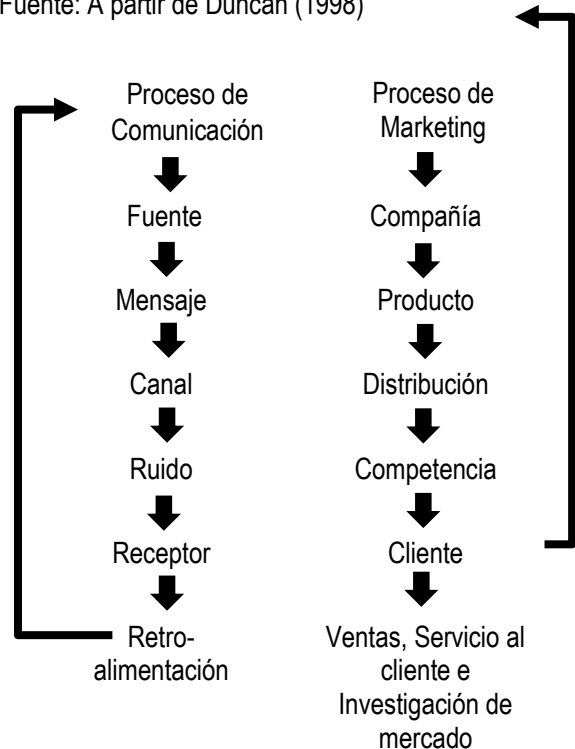 Fuente: A partir de Duncan (1998)
Proceso de
Comunicación
Fuente
Mensaje
Canal
Ruido
Receptor
Retro-
alimentación
Proceso de
Marketing
Compañía
Producto
Distribución
Competencia
Cliente
Ventas, Servicio al
cliente e
Investigación de
mercado